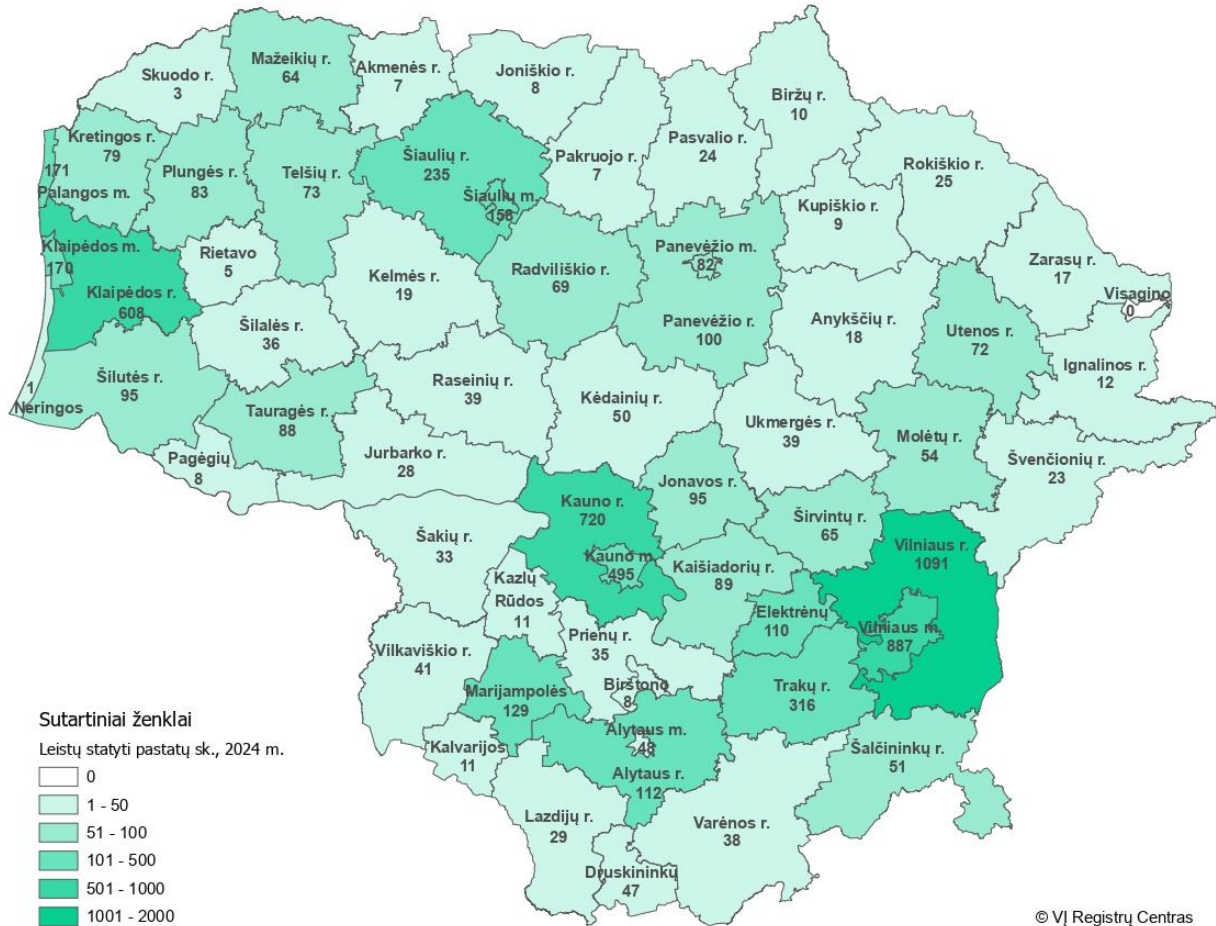 Skuodo r.
3
Mažeikių r.
64
Akmenės r.
7
Joniškio r.
8
Biržų r.
10
Kretingos r.
79
171
Palangos m.
Plungės r.
83
Telšių r.
73
Šiaulių r.
235
Šiaulių m.
158
Pakruojo r.
7
Pasvalio r.
24
Rokiškio r.
25
Kupiškio r.
9
Klaipėdos m.
170
Klaipėdos r.
608
Rietavo
5
Kelmės r.
19
Radviliškio r.
69
Panevėžio m.
82
Panevėžio r.
100
Zarasų r.
17
Visagino
0
Anykščių r.
18
Utenos r.
72
Ignalinos r.
12
Šilalės r.
36
1
Neringos
Šilutės r.
95
Tauragės r.
88
Raseinių r.
39
Kėdainių r.
50
Ukmergės r.
39
Molėtų r.
54
Švenčionių r.
23
Pagėgių
8
Jurbarko r.
28
Kauno r.
720
Jonavos r.
95
Širvintų r.
65
Vilniaus r.
1091
Šakių r.
33
Kauno m.
495
Kaišiadorių r.
89
Kazlų
Rūdos
11
Elektrėnų
110
Vilniaus m.
887
Prienų r.
35
Vilkaviškio r.
41
Birštono
8
Marijampolės
129
Trakų r.
316
Alytaus m.
48
Alytaus r.
112
Kalvarijos
11
Šalčininkų r.
51
Lazdijų r.
29
Varėnos r.
38
Druskininkų
47
Sutartiniai ženklai
Leistų statyti pastatų sk., 2024 m.
0
1 - 50
51 - 100
101 - 500
501 - 1000
1001 - 2000
© VĮ Registrų Centras